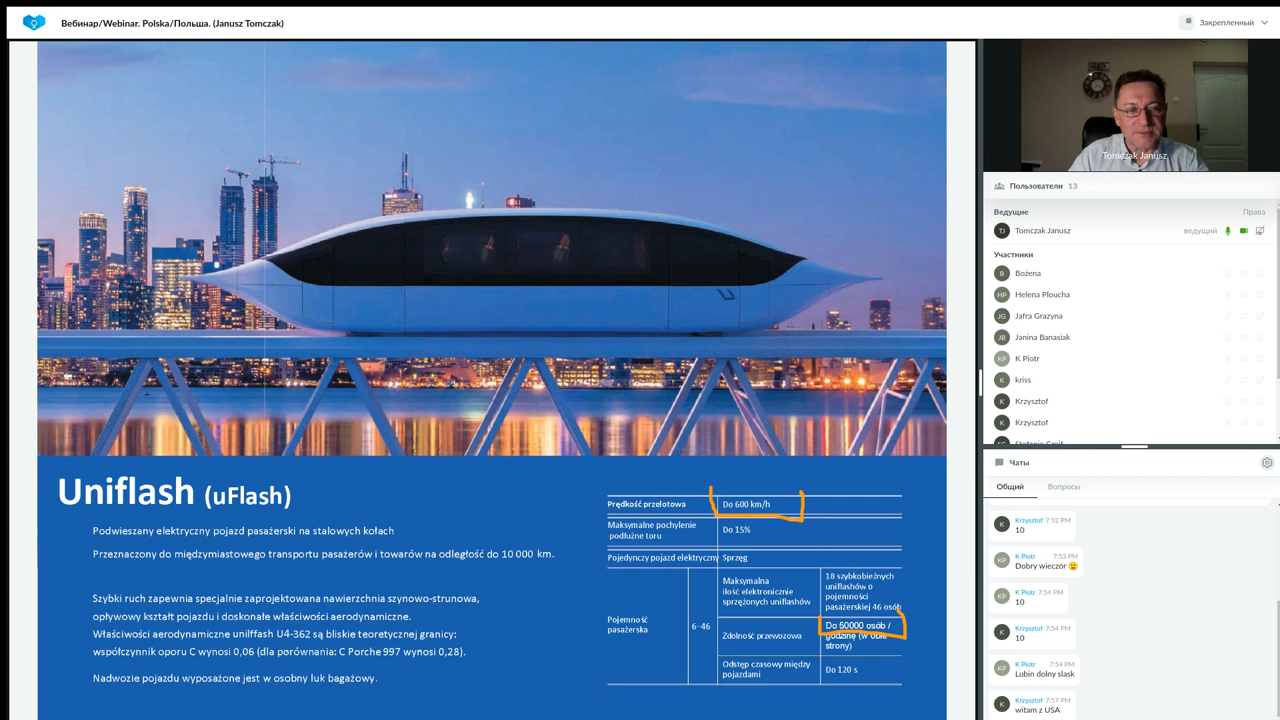 Вебинар/Webinar. Polska/Польша. (Janusz Tomczak)
Закрепленный
Tomczak Janusz
Пользователи 13
Ведущие Права
TJ Tomczak Janusz ведущий
Участники
B Bożena
HP Helena Ploucha
JG Jafra Grazyna
JB Janina Banasiak
KP K Piotr
K kriss
K Krzysztof
K Krzysztof
Чаты
Общий Вопросы
K Krzysztof 7:52 PM
10
KP K Piotr 7:53 PM
Dobry wieczór 🙂
KP K Piotr 7:54 PM
10
K Krzysztof 7:54 PM
10
KP K Piotr 7:54 PM
Lubin dolny slask
K Krzysztof 7:57 PM
witam z USA
Uniflash (uFlash)
Podwieszany elektryczny pojazd pasażerski na stalowych kołach
Przeznaczony do międzymiastowego transportu pasażerów i towarów na odległość do 10 000 km.
Szybki ruch zapewnia specjalnie zaprojektowana nawierzchnia szynowo-strunowa,
opływowy kształt pojazdu i doskonałe właściwości aerodynamiczne.
Właściwości aerodynamiczne unilffash U4-362 są bliskie teoretycznej granicy:
współczynnik oporu C wynosi 0,06 (dla porównania: C Porche 997 wynosi 0,28).
Nadwozie pojazdu wyposażone jest w osobny luk bagażowy.
Prędkość przelotowa Do 600 km/h
Maksymalne pochylenie
podłużne toru
Do 15%
Pojedynczy pojazd elektryczny Sprzęg
Pojemność
pasażerska
6–46
Maksymalna
ilość elektronicznie
sprzężonych uniflashów
18 szybkobieżnych
uniflashów o
pojemności
pasażerskiej 46 osób
Zdolność przewozowa
Do 50000 osób /
godzinę (w obie
strony)
Odstęp czasowy między
pojazdami
Do 120 s